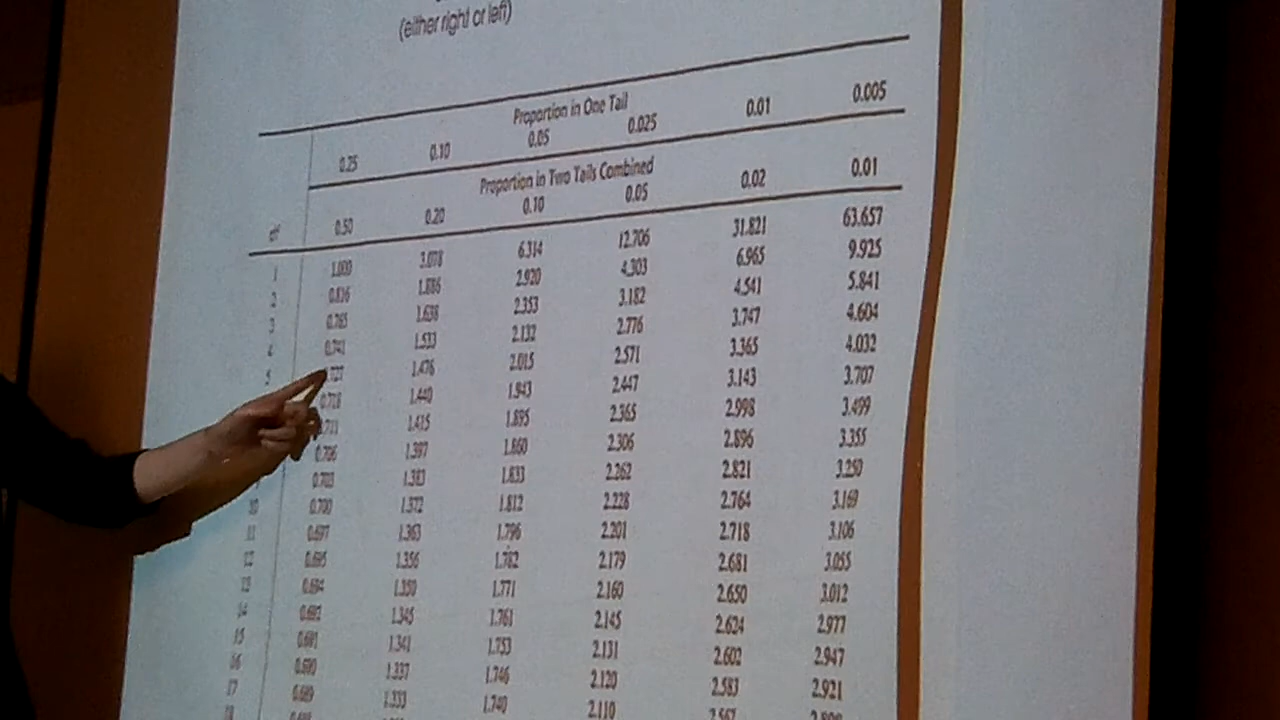 (either right or left)
Proportion in One Tail
0.25 0.10 0.05 0.025 0.01 0.005
Proportion in Two Tails Combined
df 0.50 0.20 0.10 0.05 0.02 0.01
1 1.000 3.078 6.314 12.706 31.821 63.657
2 0.816 1.886 2.920 4.303 6.965 9.925
3 0.765 1.638 2.353 3.182 4.541 5.841
4 0.741 1.533 2.132 2.776 3.747 4.604
5 0.727 1.476 2.015 2.571 3.365 4.032
0.718 1.440 1.943 2.447 3.143 3.707
0.711 1.415 1.895 2.365 2.998 3.499
0.706 1.397 1.860 2.306 2.896 3.355
0.703 1.383 1.833 2.262 2.821 3.250
10 0.700 1.372 1.812 2.228 2.764 3.169
11 0.697 1.363 1.796 2.201 2.718 3.106
12 0.695 1.356 1.782 2.179 2.681 3.055
13 0.694 1.350 1.771 2.160 2.650 3.012
14 0.692 1.345 1.761 2.145 2.624 2.977
15 0.691 1.341 1.753 2.131 2.602 2.947
16 0.690 1.337 1.746 2.120 2.583 2.921
17 0.689 1.333 1.740 2.110 2.567
18